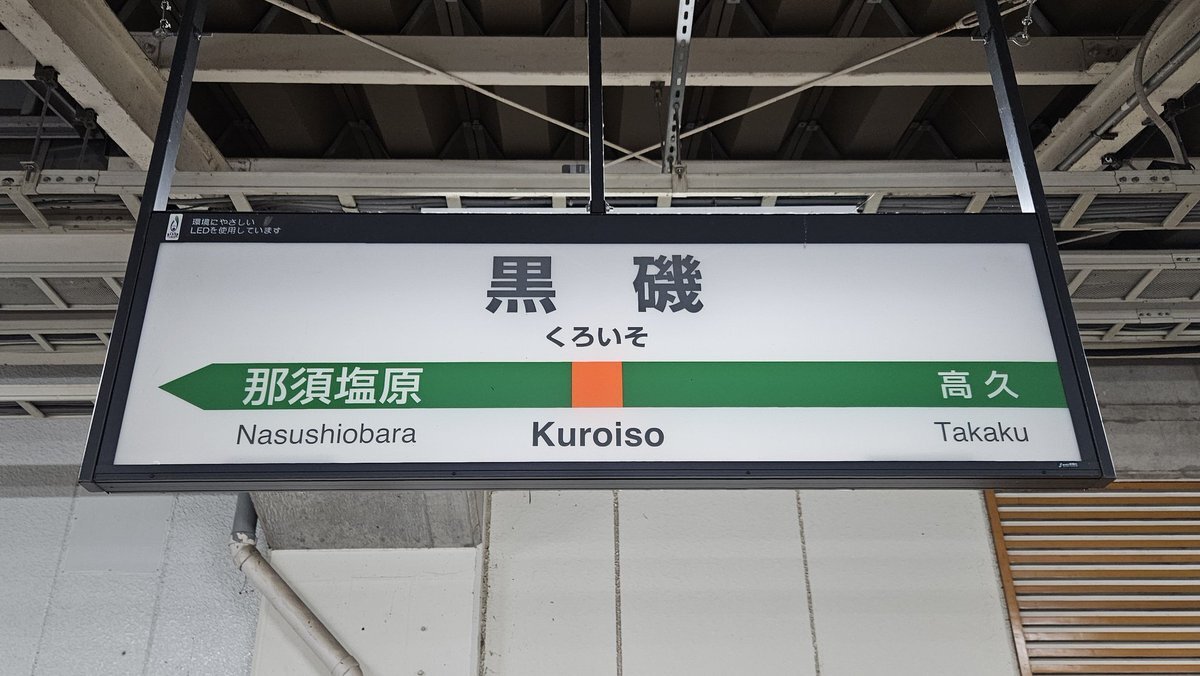 環境にやさしい
LEDを使用しています
黒 磯
くろいそ
那須塩原 高久
Nasushiobara Kuroiso Takaku